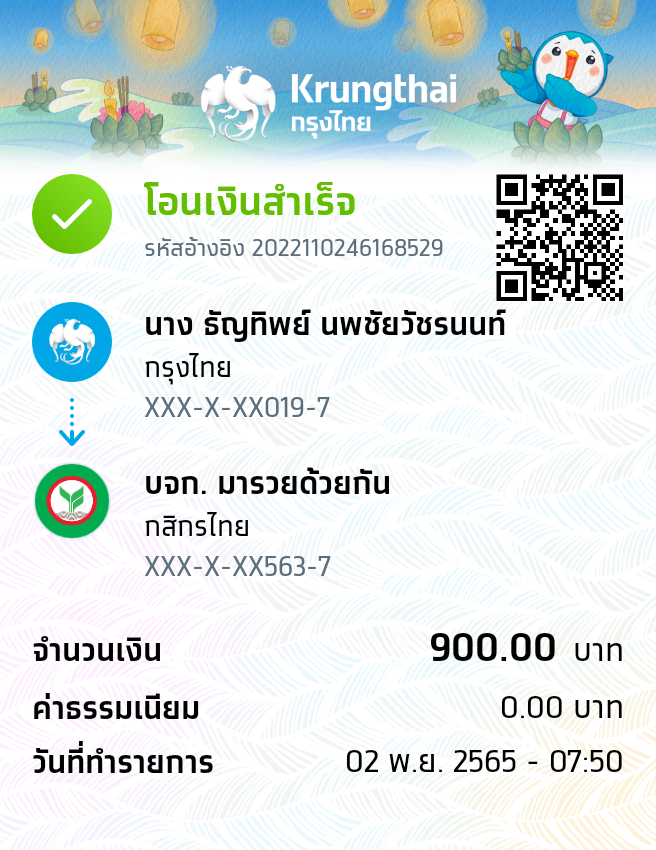 Krungthai
กรุงไทย
โอนเงินสำเร็จ
รหัสอ้างอิง 2022110246168529
นาง ธัญทิพย์ นพชัยวัชรนนท์
กรุงไทย
XXX-X-XX019-7
บจก. มารวยด้วยกัน
กสิกรไทย
XXX-X-XX563-7
จำนวนเงิน 900.00 บาท
ค่าธรรมเนียม 0.00 บาท
วันที่ทำรายการ 02 พ.ย. 2565 - 07:50